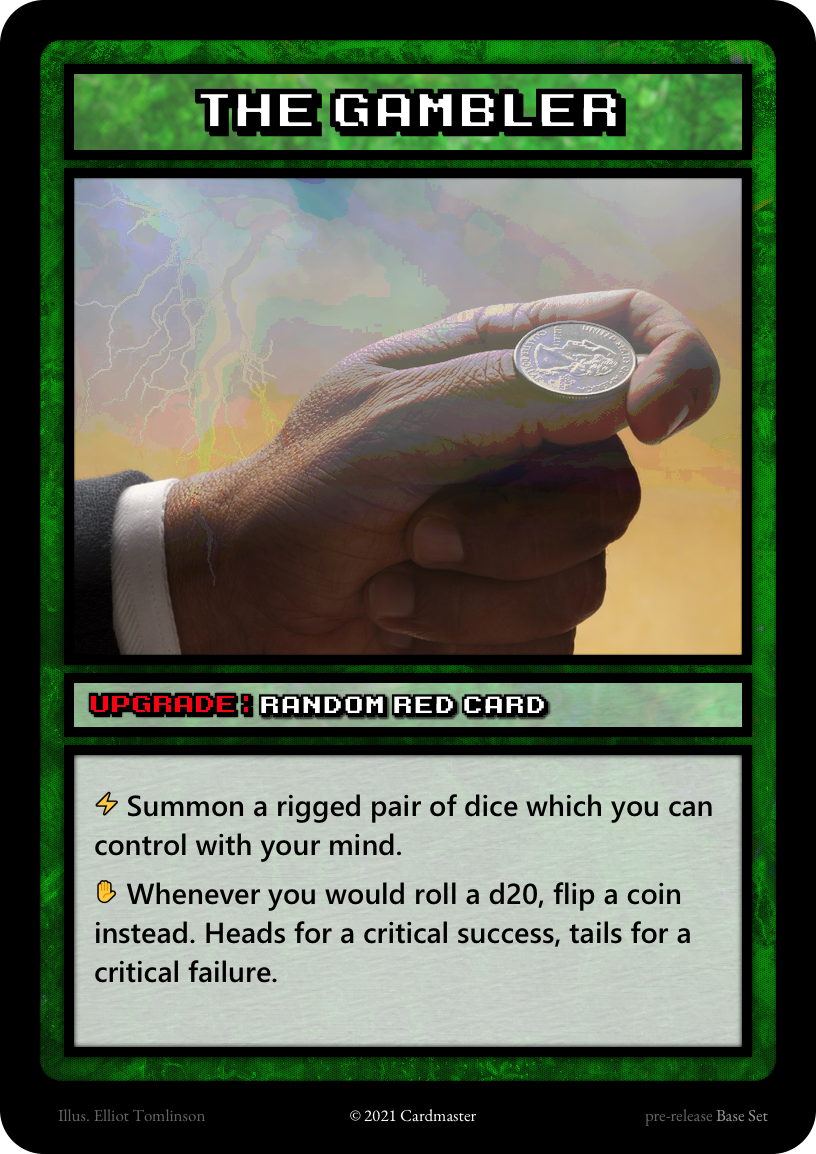 THE GAMBLER
UPGRADE: RANDOM RED CARD
⚡ Summon a rigged pair of dice which you can
control with your mind.
✋ Whenever you would roll a d20, flip a coin
instead. Heads for a critical success, tails for a
critical failure.
Illus. Elliot Tomlinson © 2021 Cardmaster pre-release Base Set